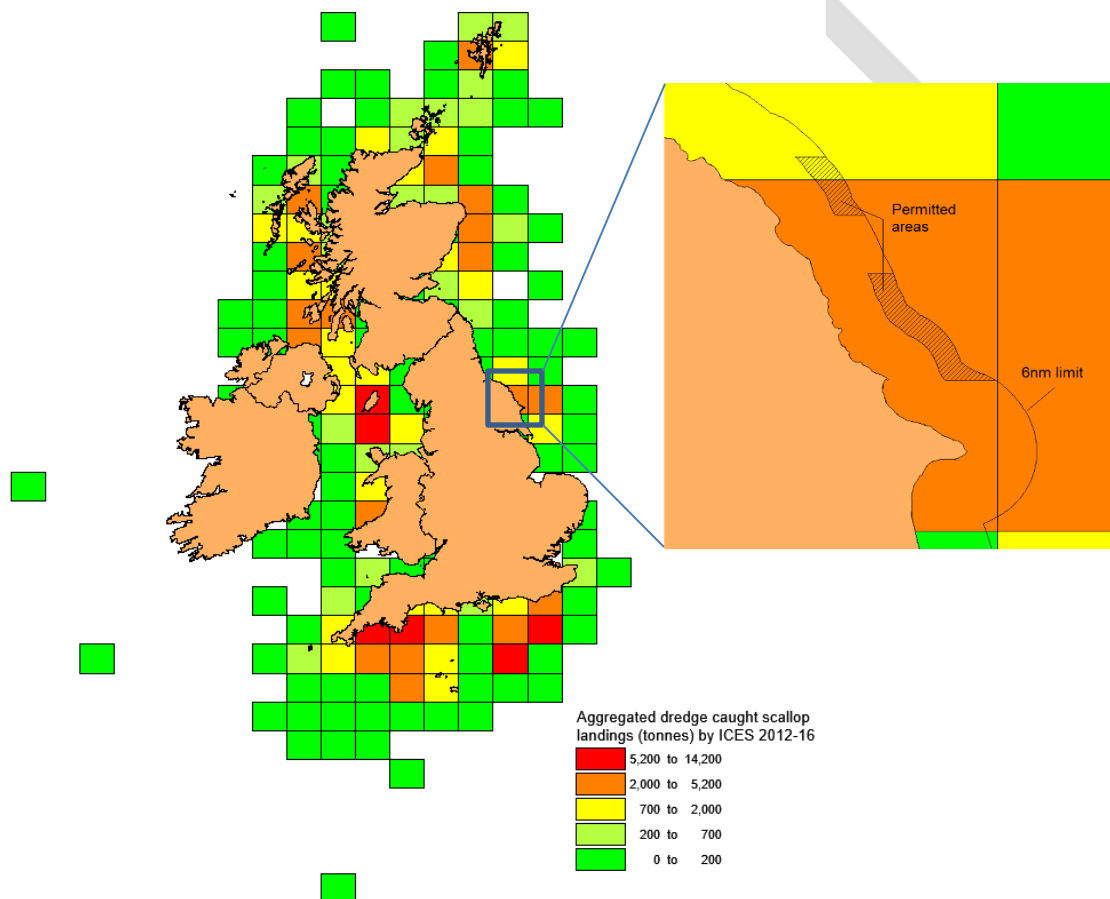 Permitted
areas
6nm limit
Aggregated dredge caught scallop
landings (tonnes) by ICES 2012-16
5,200 to 14,200
2,000 to 5,200
700 to 2,000
200 to 700
0 to 200